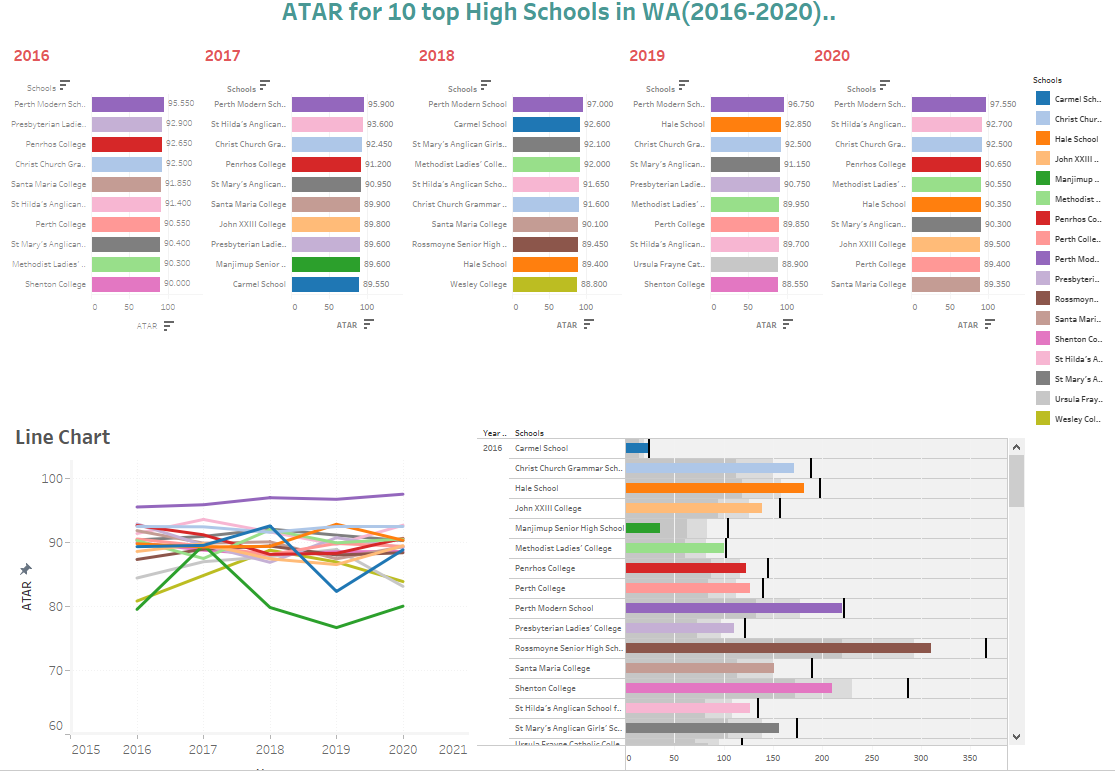 ATAR for 10 top High Schools in WA(2016-2020)..
2016
Schools
Perth Modern Sch.. 95.550
Presbyterian Ladie.. 92.900
Penrhos College 92.650
Christ Church Gra.. 92.500
Santa Maria College 91.850
St Hilda's Anglican.. 91.400
Perth College 90.550
St Mary's Anglican.. 90.400
Methodist Ladies' .. 90.300
Shenton College 90.000
0 50 100
ATAR
2017
Schools
Perth Modern Sch.. 95.900
St Hilda's Anglican.. 93.600
Christ Church Gra.. 92.450
Penrhos College 91.200
St Mary's Anglican.. 90.950
Santa Maria College 89.900
John XXIII College 89.800
Presbyterian Ladie.. 89.600
Manjimup Senior .. 89.600
Carmel School 89.550
0 50 100
ATAR
2018
Schools
Perth Modern School 97.000
Carmel School 92.600
St Mary's Anglican Girls.. 92.100
Methodist Ladies' Colle.. 92.000
St Hilda's Anglican Scho.. 91.650
Christ Church Grammar .. 91.600
Santa Maria College 90.100
Rossmoyne Senior High .. 89.450
Hale School 89.400
Wesley College 88.800
0 50 100
ATAR
2019
Schools
Perth Modern Sch.. 96.750
Hale School 92.850
Christ Church Gra.. 92.500
St Mary's Anglican.. 91.150
Presbyterian Ladie.. 90.750
Methodist Ladies' .. 89.950
Perth College 89.850
St Hilda's Anglican.. 89.700
Ursula Frayne Cat.. 88.900
Shenton College 88.550
0 50 100
ATAR
2020
Schools
Perth Modern Sch.. 97.550
St Hilda's Anglican.. 92.700
Christ Church Gra.. 92.500
Penrhos College 90.650
Methodist Ladies' .. 90.550
Hale School 90.350
St Mary's Anglican.. 90.300
John XXIII College 89.500
Perth College 89.400
Santa Maria College 89.350
0 50 100
ATAR
Schools
Carmel Sch..
Christ Chur..
Hale School
John XXIII ..
Manjimup ..
Methodist ..
Penrhos Co..
Perth Colle..
Perth Mod..
Presbyteri..
Rossmoyn..
Santa Mari..
Shenton Co..
St Hilda's A..
St Mary's A..
Ursula Fray..
Wesley Col..
Line Chart
100
90
80
70
60
ATAR
2015 2016 2017 2018 2019 2020 2021
Year .. Schools
2016 Carmel School
Christ Church Grammar Sch..
Hale School
John XXIII College
Manjimup Senior High School
Methodist Ladies' College
Penrhos College
Perth College
Perth Modern School
Presbyterian Ladies' College
Rossmoyne Senior High Sch..
Santa Maria College
Shenton College
St Hilda's Anglican School f..
St Mary's Anglican Girls' Sc..
Ursula Frayne Catholic Colle..
0 50 100 150 200 250 300 350